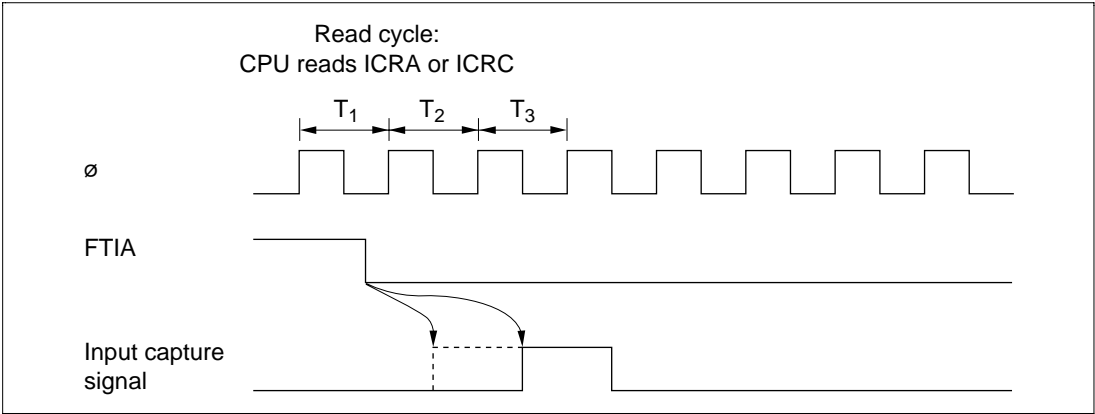 Read cycle:
CPU reads ICRA or ICRC
T1 T2 T3
ø
FTIA
Input capture
signal